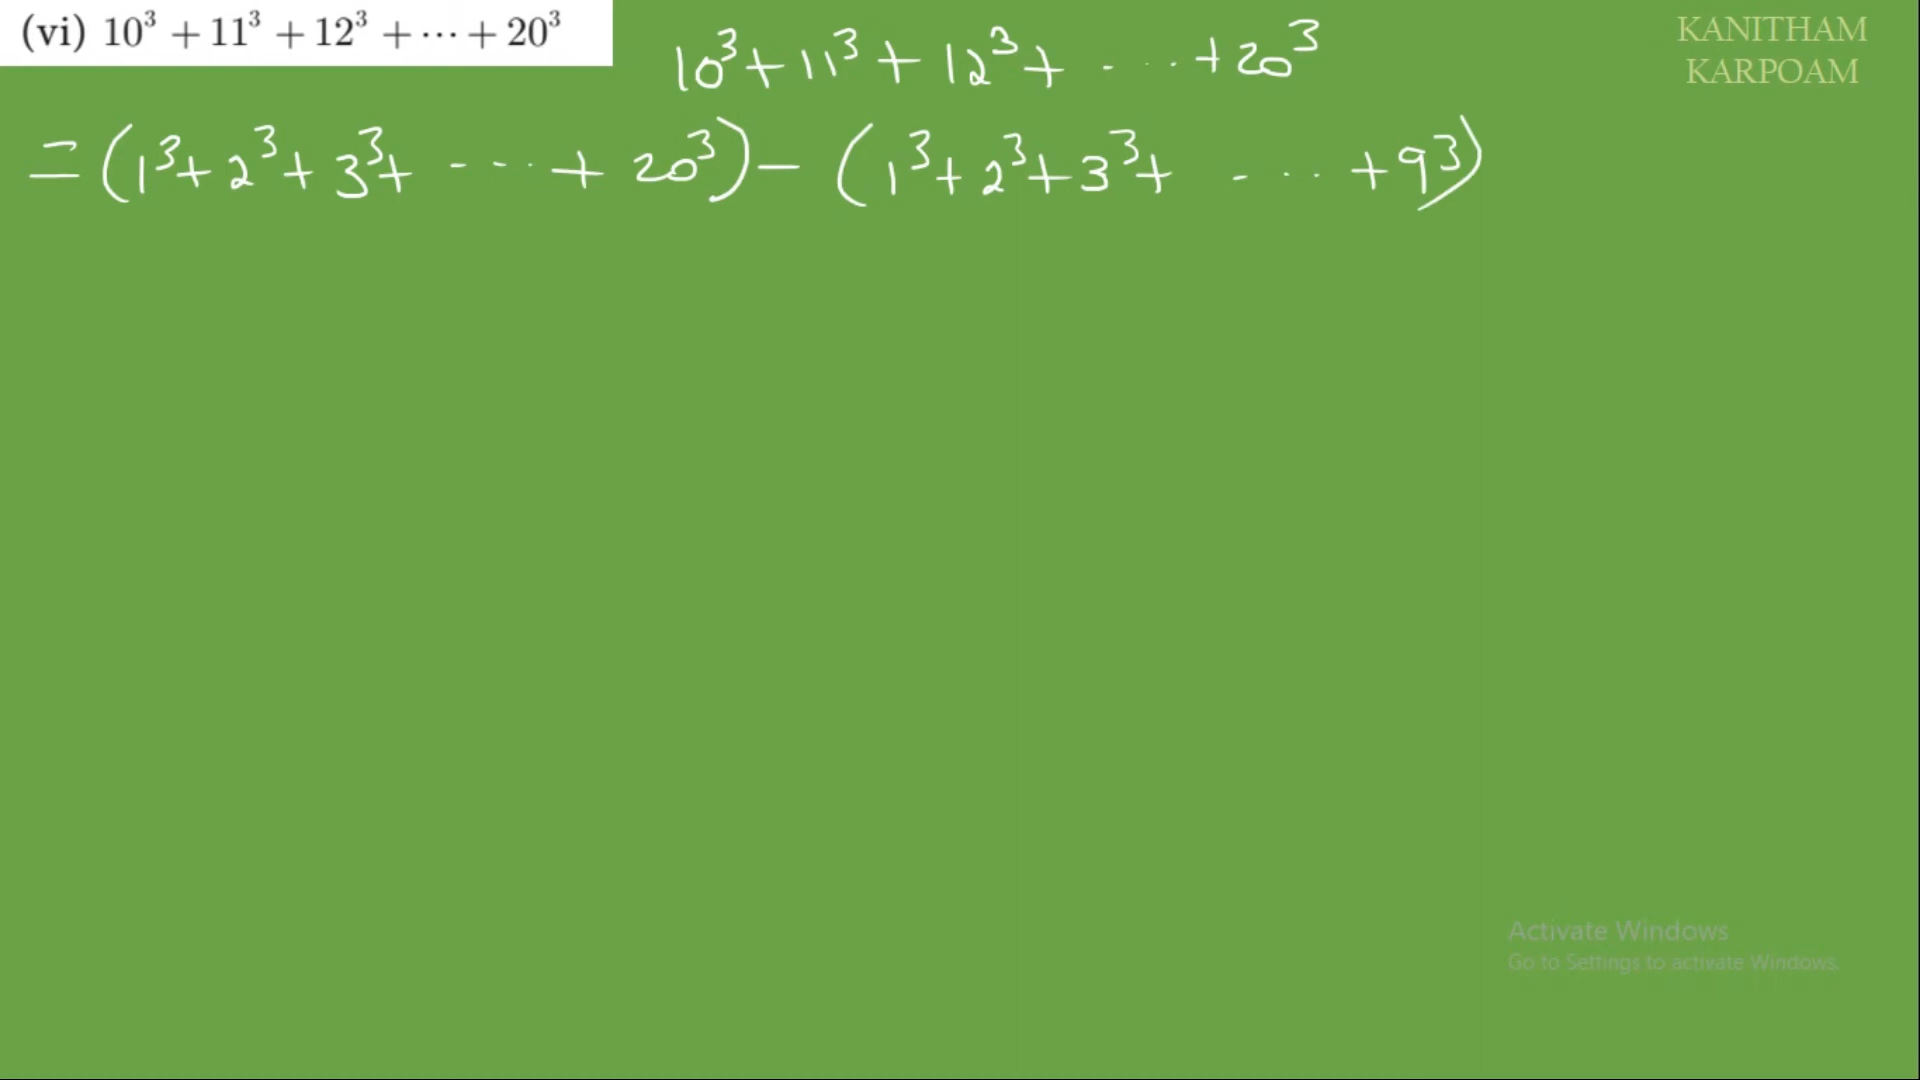 (vi) 10³ + 11³ + 12³ + ··· + 20³
KANITHAM
KARPOAM
10³ + 11³ + 12³ + - ··· + 20³
= (1³ + 2³ + 3³ + - ··· + 20³) - (1³ + 2³ + 3³ + - ··· + 9³)
Activate Windows
Go to Settings to activate Windows.